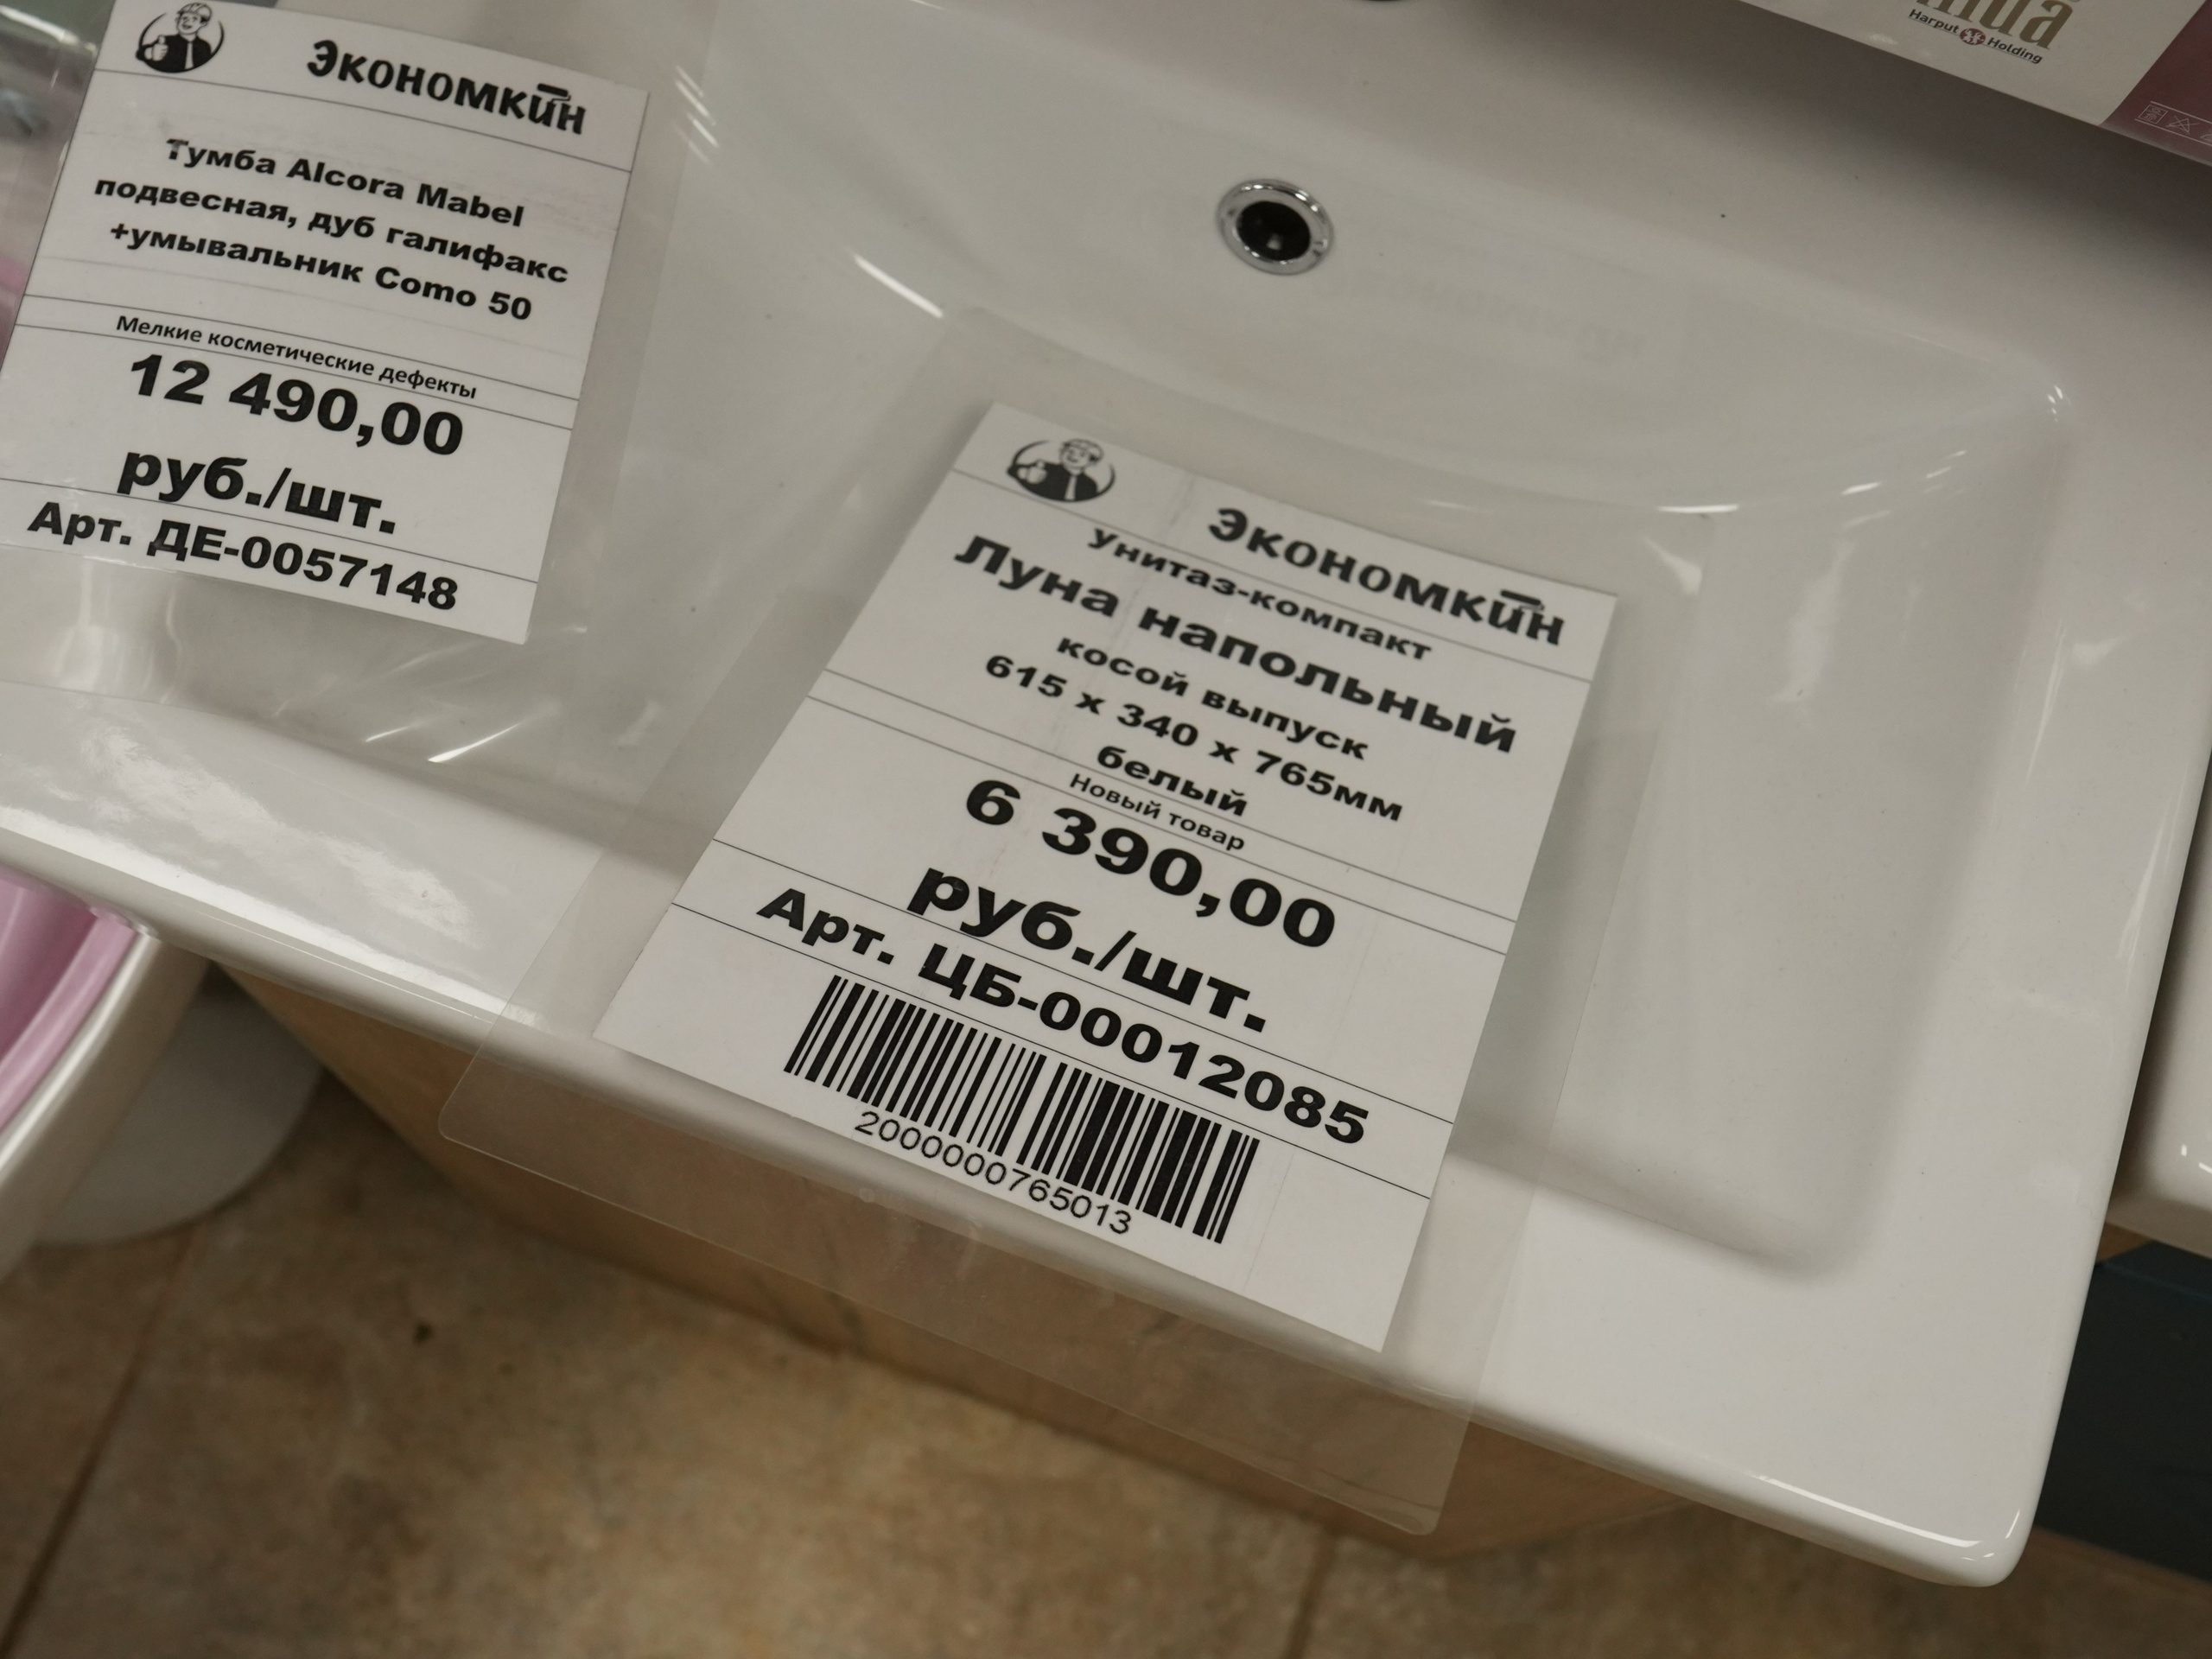 Экономкин
Тумба Alcora Mabel
подвесная, дуб галифакс
+умывальник Como 50
Мелкие косметические дефекты
12 490,00
руб./шт.
Арт. ДЕ-0057148
Экономкин
Унитаз-компакт
Луна напольный
косой выпуск
615 х 340 х 765мм
белый
Новый товар
6 390,00
руб./шт.
Арт. ЦБ-00012085
2000000765013
Harput Holding